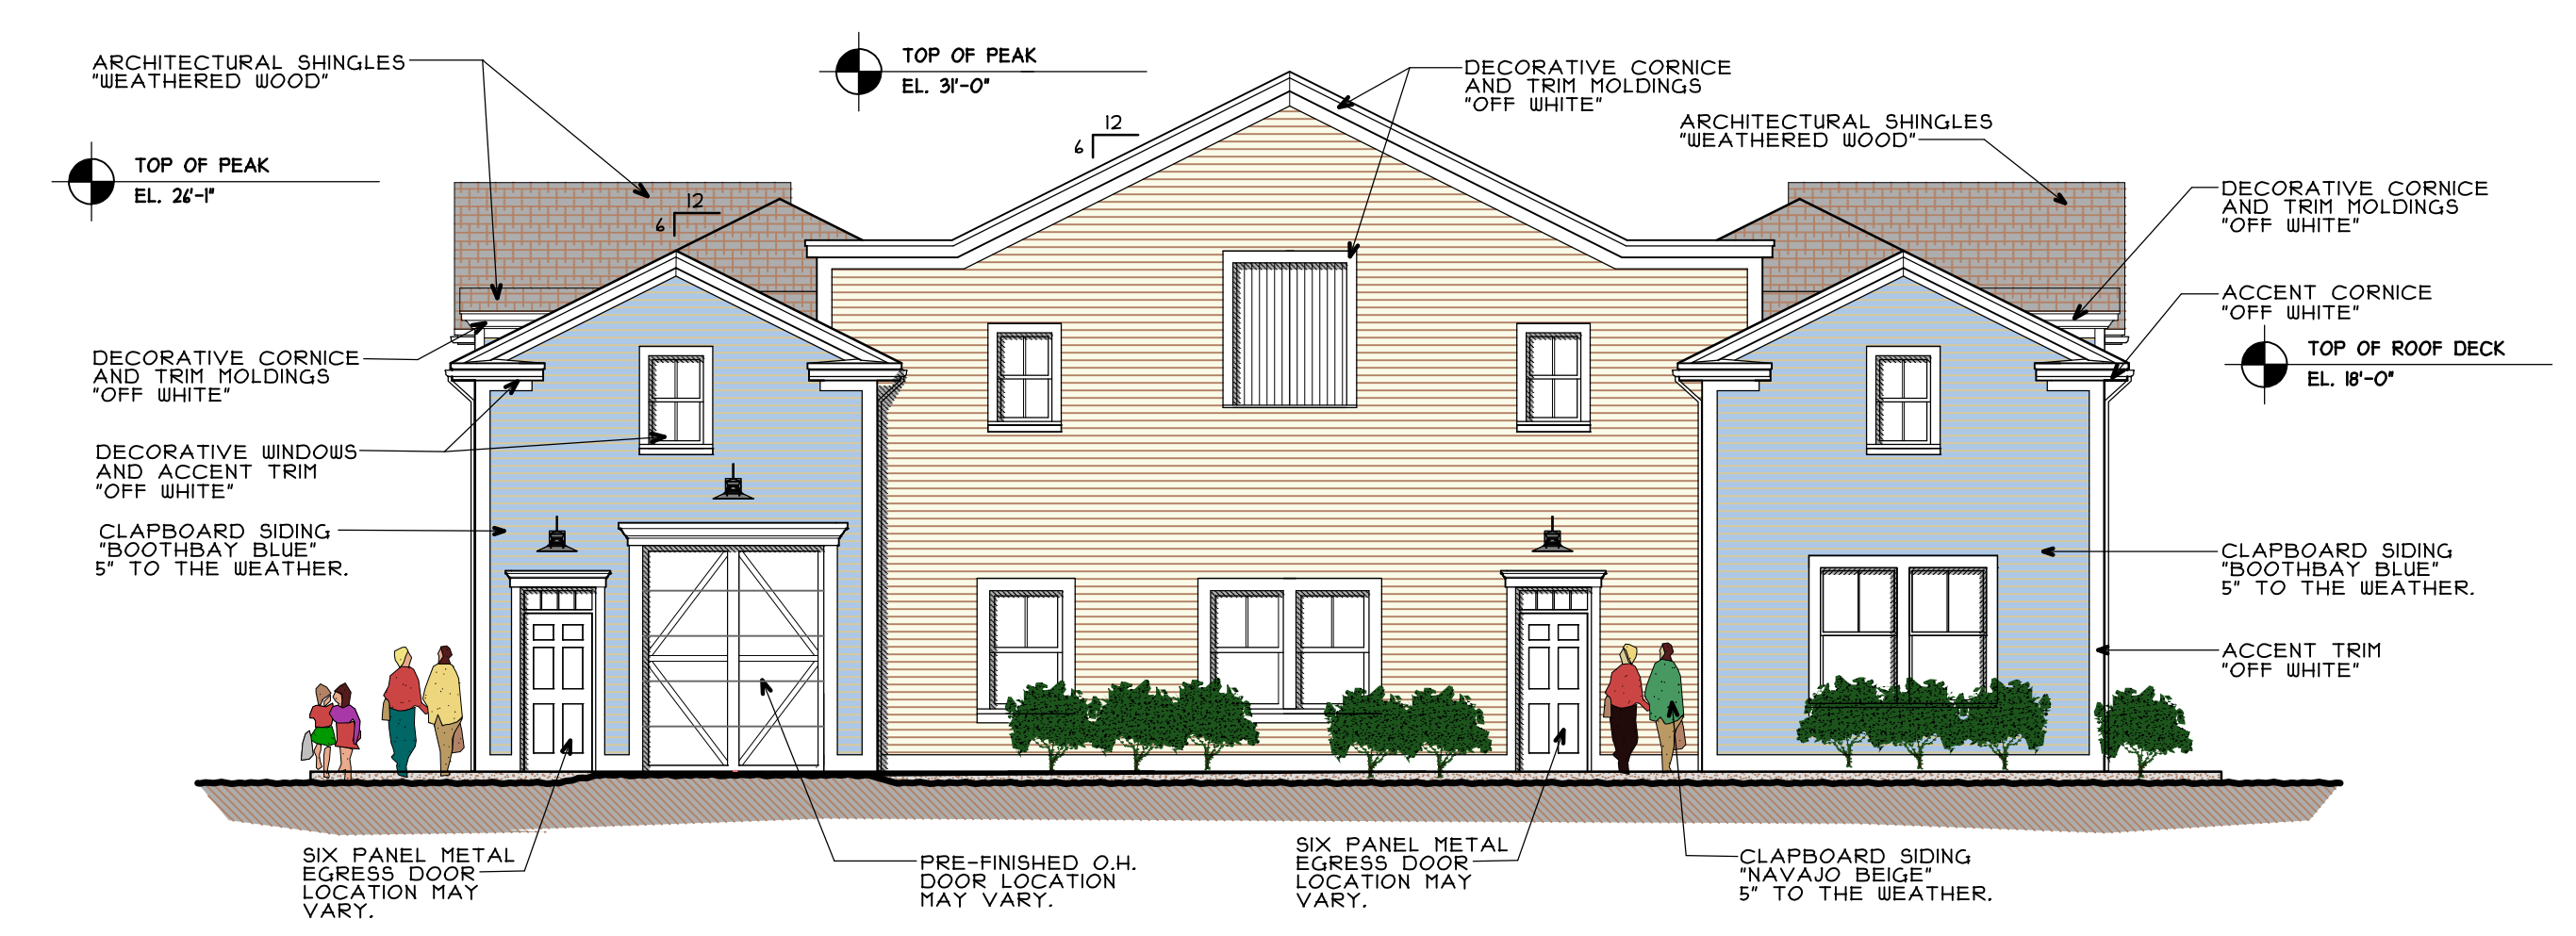 ARCHITECTURAL SHINGLES
"WEATHERED WOOD"
TOP OF PEAK
EL. 31'-0"
DECORATIVE CORNICE
AND TRIM MOLDINGS
"OFF WHITE"
12
6
ARCHITECTURAL SHINGLES
"WEATHERED WOOD"
TOP OF PEAK
EL. 26'-1"
12
6
DECORATIVE CORNICE
AND TRIM MOLDINGS
"OFF WHITE"
ACCENT CORNICE
"OFF WHITE"
TOP OF ROOF DECK
EL. 18'-0"
DECORATIVE CORNICE
AND TRIM MOLDINGS
"OFF WHITE"
DECORATIVE WINDOWS
AND ACCENT TRIM
"OFF WHITE"
CLAPBOARD SIDING
"BOOTHBAY BLUE"
5" TO THE WEATHER.
CLAPBOARD SIDING
"BOOTHBAY BLUE"
5" TO THE WEATHER.
ACCENT TRIM
"OFF WHITE"
SIX PANEL METAL
EGRESS DOOR
LOCATION MAY
VARY.
PRE-FINISHED O.H.
DOOR LOCATION
MAY VARY.
SIX PANEL METAL
EGRESS DOOR
LOCATION MAY
VARY.
CLAPBOARD SIDING
"NAVAJO BEIGE"
5" TO THE WEATHER.